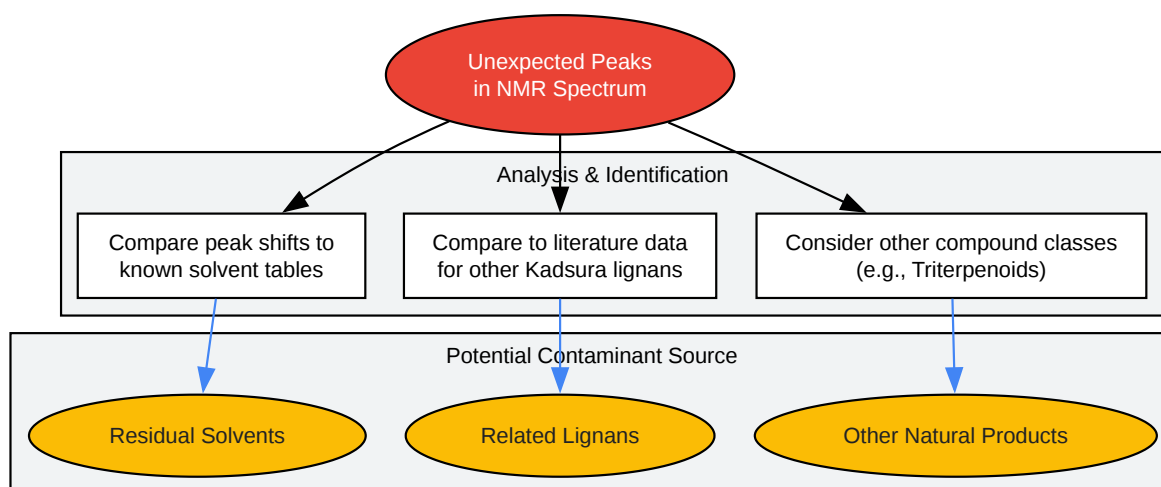 Unexpected Peaks
in NMR Spectrum
Analysis & Identification
Compare peak shifts to
known solvent tables
Compare to literature data
for other Kadsura lignans
Consider other compound classes
(e.g., Triterpenoids)
Potential Contaminant Source
Residual Solvents
Related Lignans
Other Natural Products